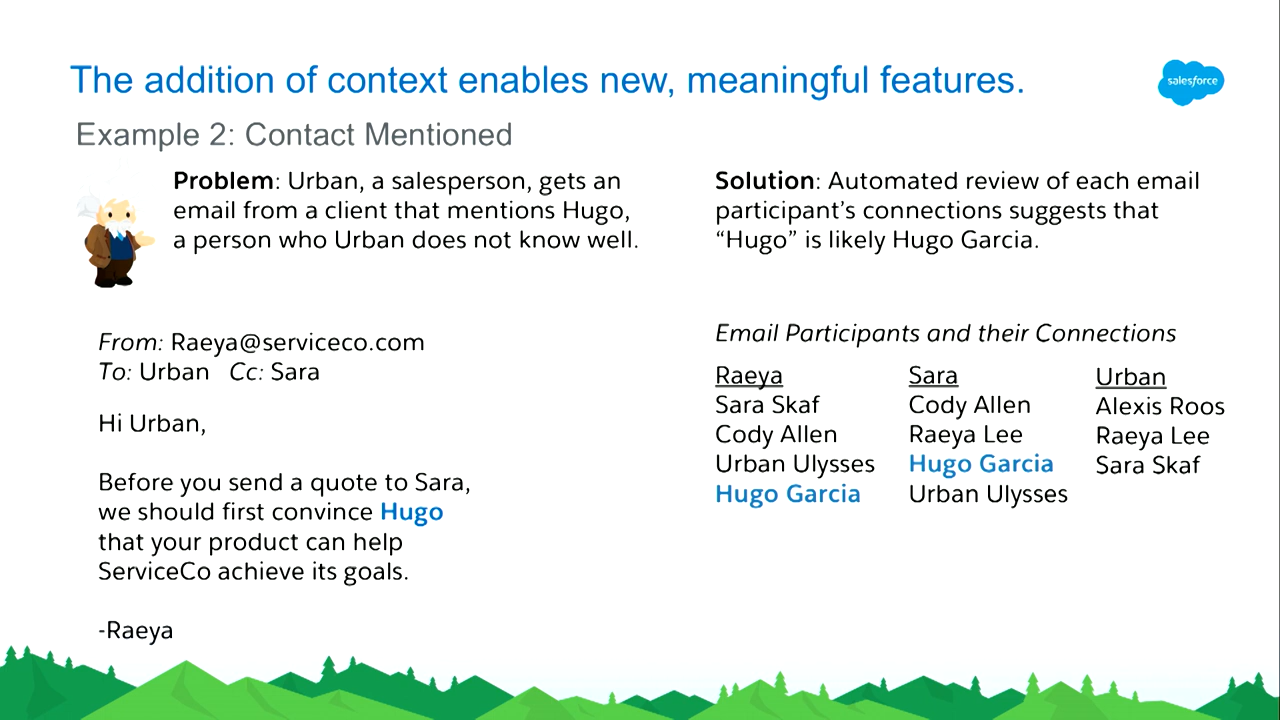 The addition of context enables new, meaningful features.
salesforce
Example 2: Contact Mentioned
Problem: Urban, a salesperson, gets an
email from a client that mentions Hugo,
a person who Urban does not know well.
Solution: Automated review of each email
participant’s connections suggests that
“Hugo” is likely Hugo Garcia.
From: Raeya@serviceco.com
To: Urban Cc: Sara
Hi Urban,
Before you send a quote to Sara,
we should first convince Hugo
that your product can help
ServiceCo achieve its goals.
-Raeya
Email Participants and their Connections
Raeya
Sara Skaf
Cody Allen
Urban Ulysses
Hugo Garcia
Sara
Cody Allen
Raeya Lee
Hugo Garcia
Urban Ulysses
Urban
Alexis Roos
Raeya Lee
Sara Skaf